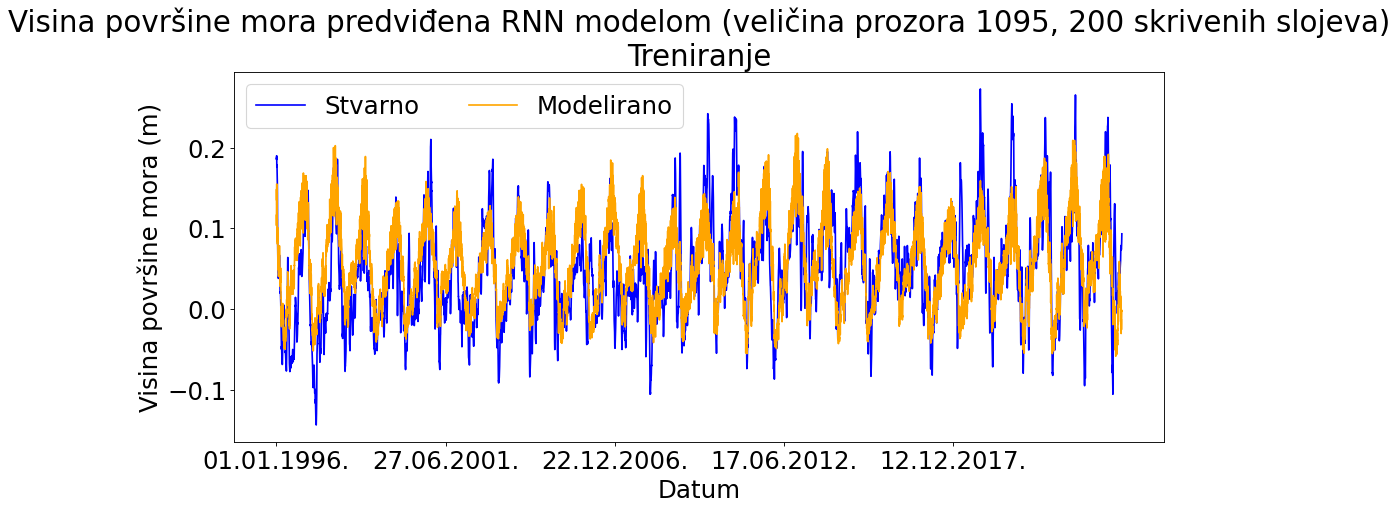 Visina površine mora predviđena RNN modelom (veličina prozora 1095, 200 skrivenih slojeva)
Treniranje
Stvarno
Modelirano
Visina površine mora (m)
0.2
0.1
0.0
−0.1
01.01.1996.
27.06.2001.
22.12.2006.
17.06.2012.
12.12.2017.
Datum